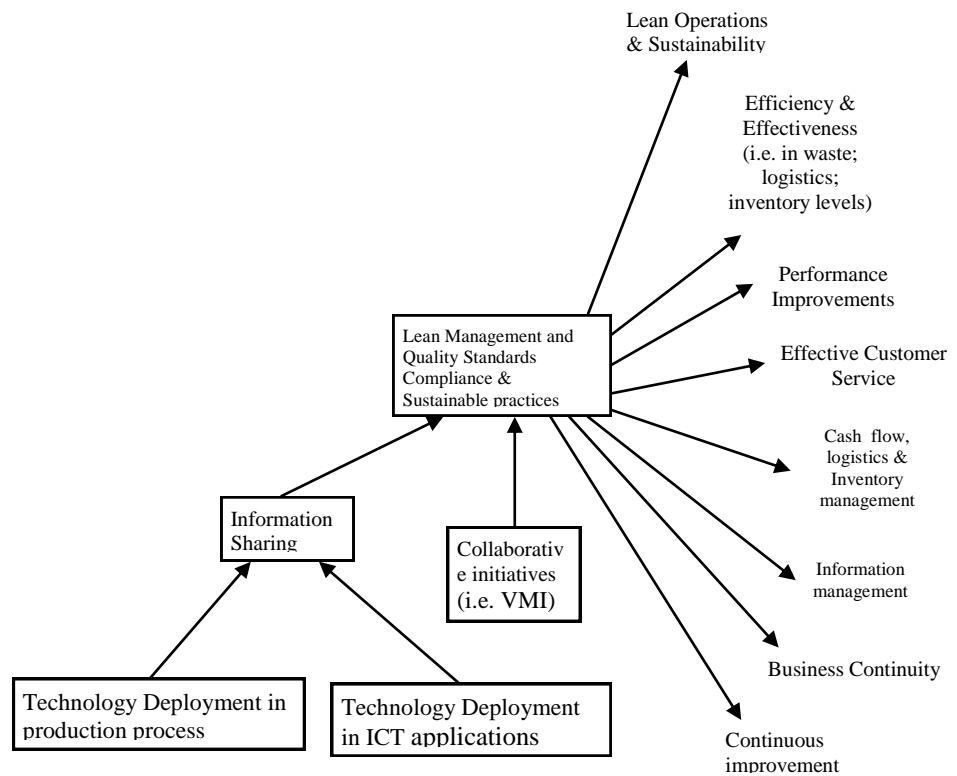 Lean Operations
& Sustainability
Efficiency &
Effectiveness
(i.e. in waste;
logistics;
inventory levels)
Performance
Improvements
Lean Management and
Quality Standards
Compliance &
Sustainable practices
Effective Customer
Service
Cash flow,
logistics &
Inventory
management
Information
Sharing
Collaborativ
e initiatives
(i.e. VMI)
Information
management
Business Continuity
Technology Deployment in
production process
Technology Deployment
in ICT applications
Continuous
improvement